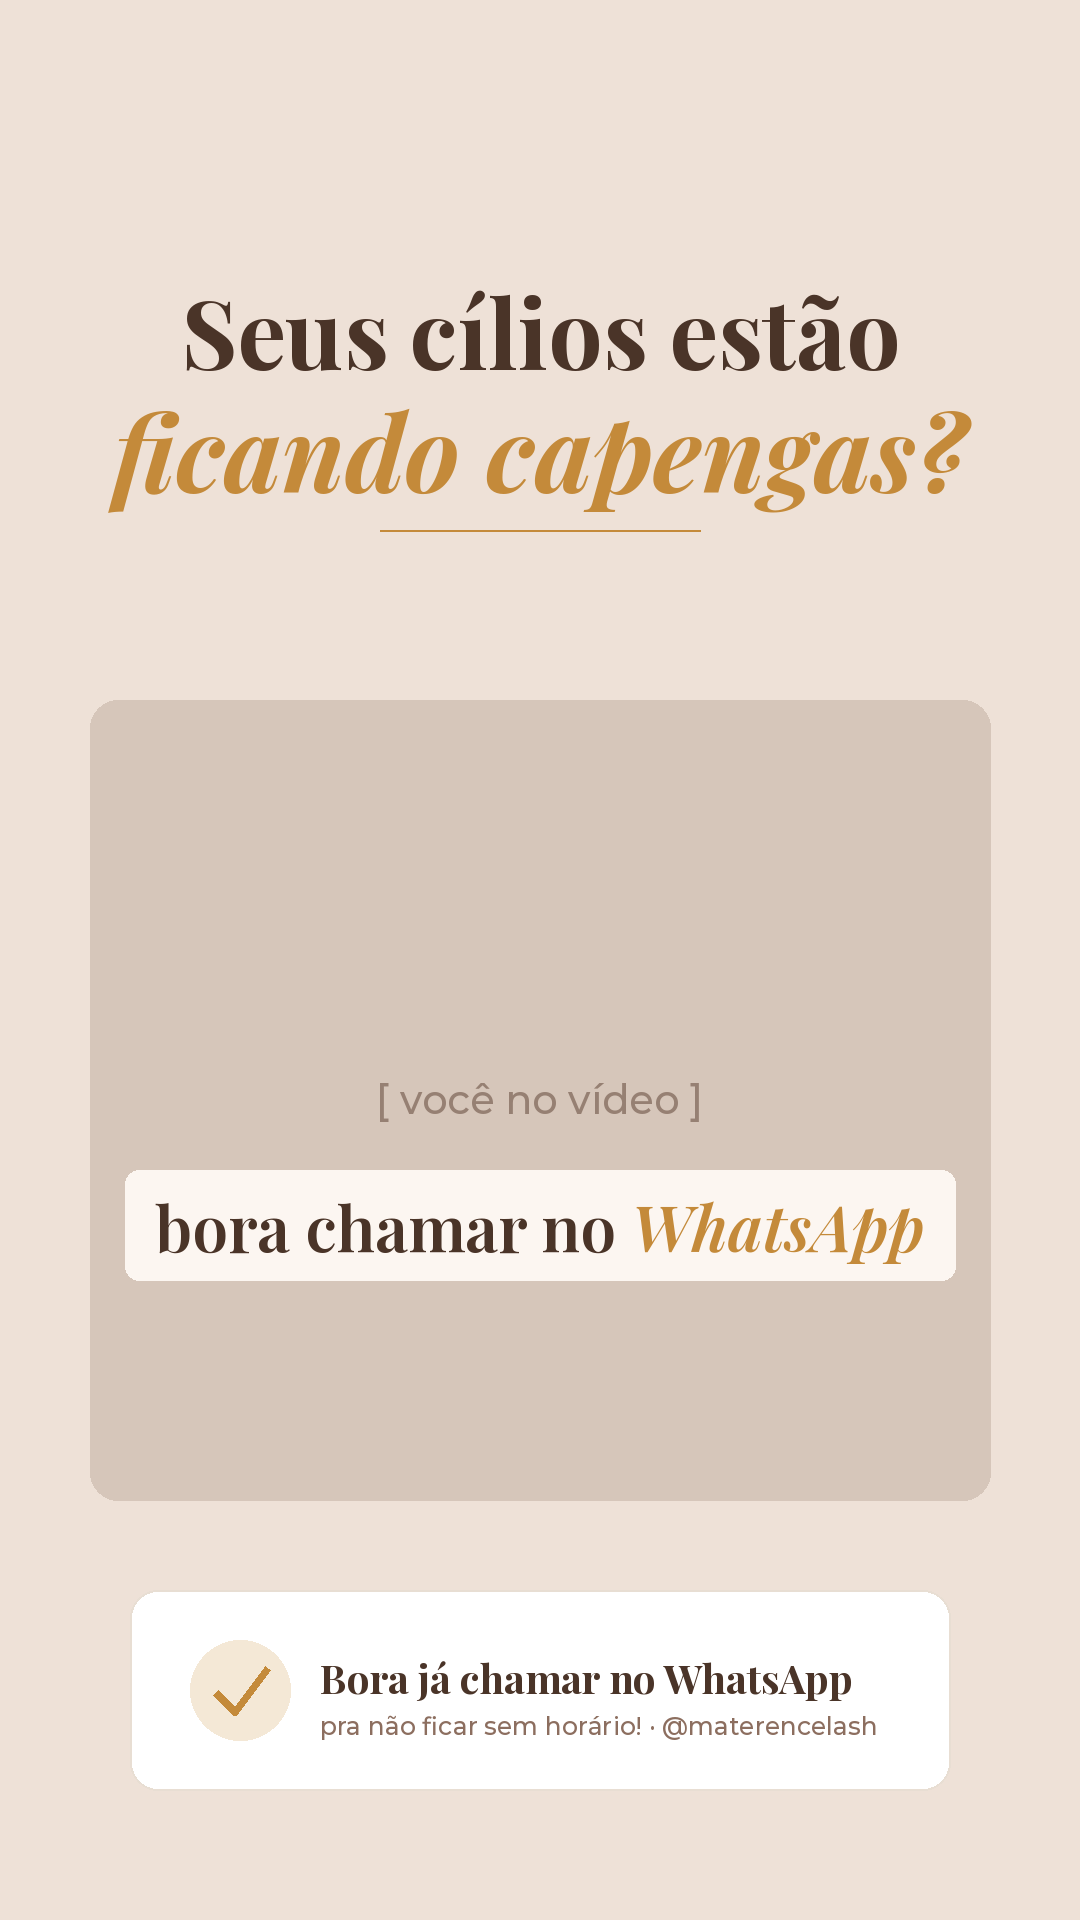 Seus cílios estão
ficando capengas?
[ você no vídeo ]
bora chamar no WhatsApp
Bora já chamar no WhatsApp
pra não ficar sem horário! · @materencelash